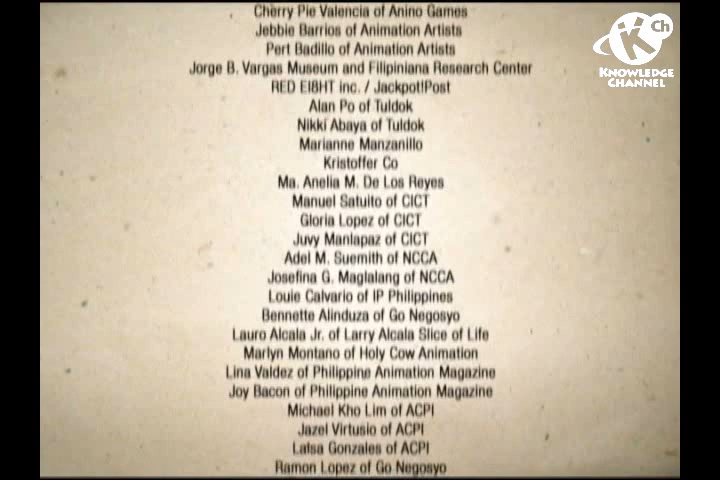 Cherry Pie Valencia of Anino Games
Jebbie Barrios of Animation Artists
Pert Badillo of Animation Artists
Jorge B. Vargas Museum and Filipiniana Research Center
RED EI8HT inc. / Jackpot!Post
Alan Po of Tuldok
Nikki Abaya of Tuldok
Marianne Manzanillo
Kristoffer Co
Ma. Anelia M. De Los Reyes
Manuel Satuito of CICT
Gloria Lopez of CICT
Juvy Manlapaz of CICT
Adel M. Suemith of NCCA
Josefina G. Maglalang of NCCA
Louie Calvario of IP Philippines
Bennette Alinduza of Go Negosyo
Lauro Alcala Jr. of Larry Alcala Slice of Life
Marlyn Montano of Holy Cow Animation
Lina Valdez of Philippine Animation Magazine
Joy Bacon of Philippine Animation Magazine
Michael Kho Lim of ACPI
Jazel Virtusio of ACPI
Laisa Gonzales of ACPI
Ramon Lopez of Go Negosyo
K Ch
KNOWLEDGE
CHANNEL